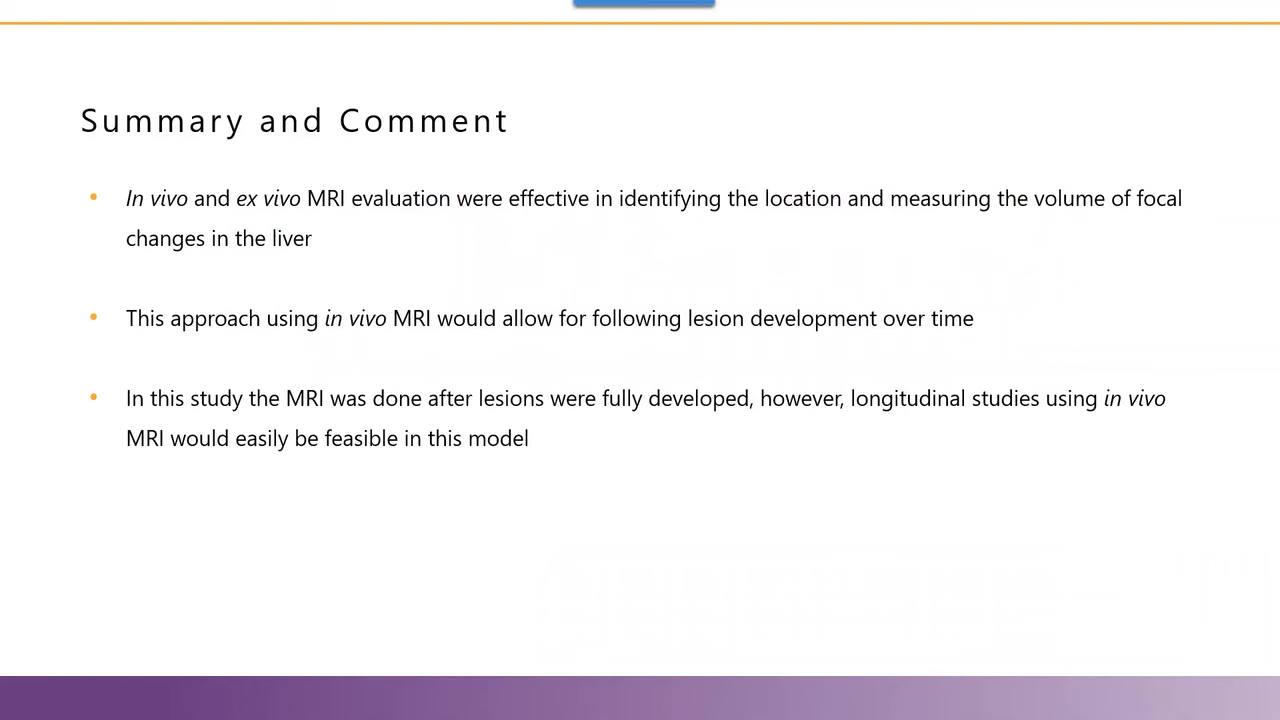 Summary and Comment
• In vivo and ex vivo MRI evaluation were effective in identifying the location and measuring the volume of focal
changes in the liver
• This approach using in vivo MRI would allow for following lesion development over time
• In this study the MRI was done after lesions were fully developed, however, longitudinal studies using in vivo
MRI would easily be feasible in this model